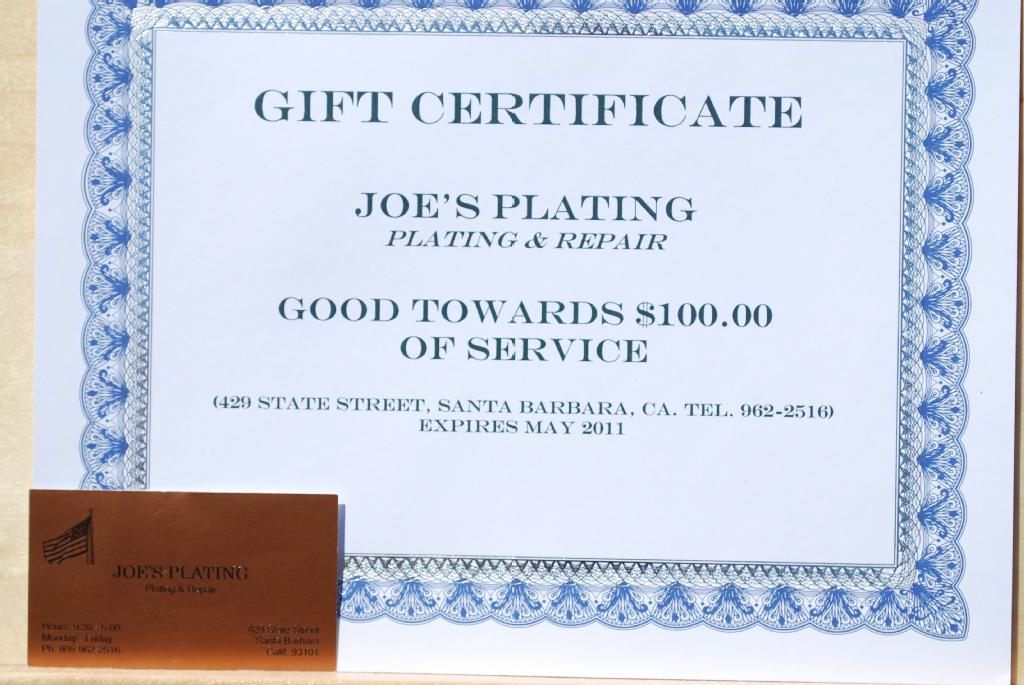 GIFT CERTIFICATE
JOE'S PLATING
PLATING & REPAIR
GOOD TOWARDS $100.00
OF SERVICE
(429 STATE STREET, SANTA BARBARA, CA. TEL. 962-2516)
EXPIRES MAY 2011
JOE'S PLATING
Plating & Repair
Hours: 9:30 - 5:00
Monday - Friday
Ph. 805 962-2516
429 State Street
Santa Barbara
Calif. 93101